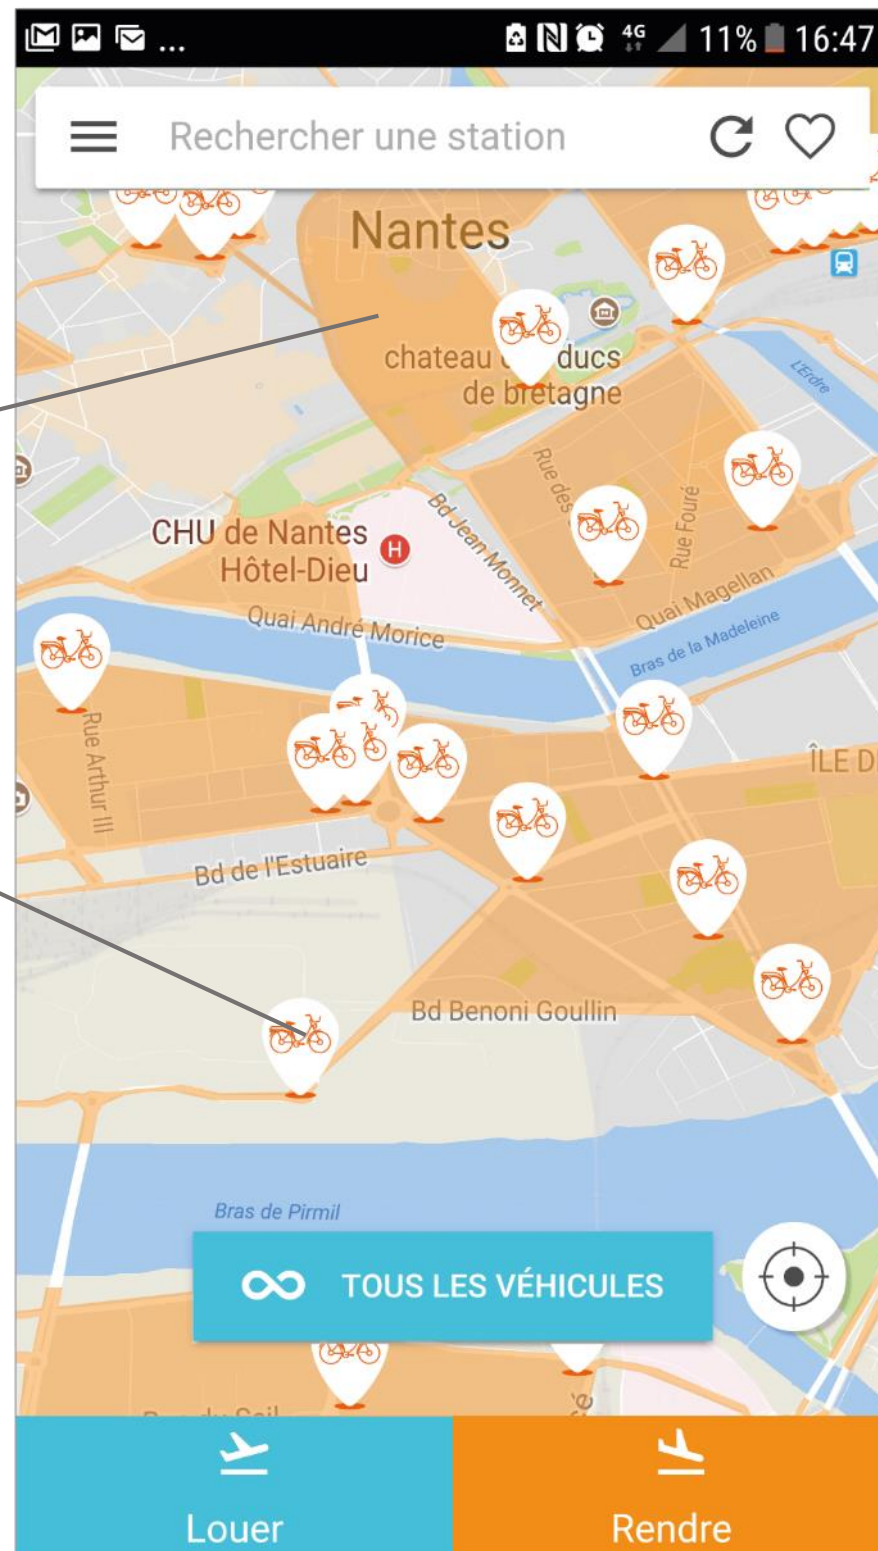 ... 4G 11% 16:47
Rechercher une station
Nantes
chateau ducs
de bretagne
L'Erdre
Rue des
Rue Fouré
CHU de Nantes
Hôtel-Dieu
H
Bd Jean Monnet
Quai Magellan
Quai André Morice
Bras de la Madeleine
Rue Arthur III
ÎLE D
Bd de l'Estuaire
Bd Benoni Goullin
Bras de Pirmil
TOUS LES VÉHICULES
Louer
Rendre